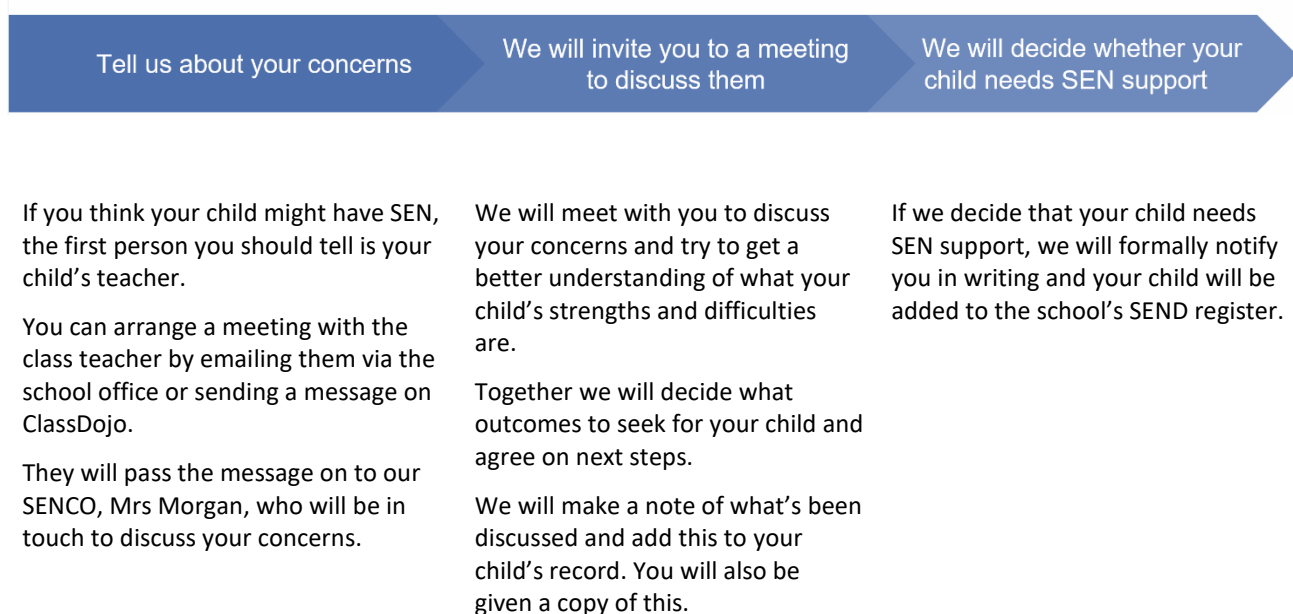 Tell us about your concerns
We will invite you to a meeting
to discuss them
We will decide whether your
child needs SEN support
If you think your child might have SEN,
the first person you should tell is your
child’s teacher.
You can arrange a meeting with the
class teacher by emailing them via the
school office or sending a message on
ClassDojo.
They will pass the message on to our
SENCO, Mrs Morgan, who will be in
touch to discuss your concerns.
We will meet with you to discuss
your concerns and try to get a
better understanding of what your
child’s strengths and difficulties
are.
Together we will decide what
outcomes to seek for your child and
agree on next steps.
We will make a note of what’s been
discussed and add this to your
child’s record. You will also be
given a copy of this.
If we decide that your child needs
SEN support, we will formally notify
you in writing and your child will be
added to the school’s SEND register.